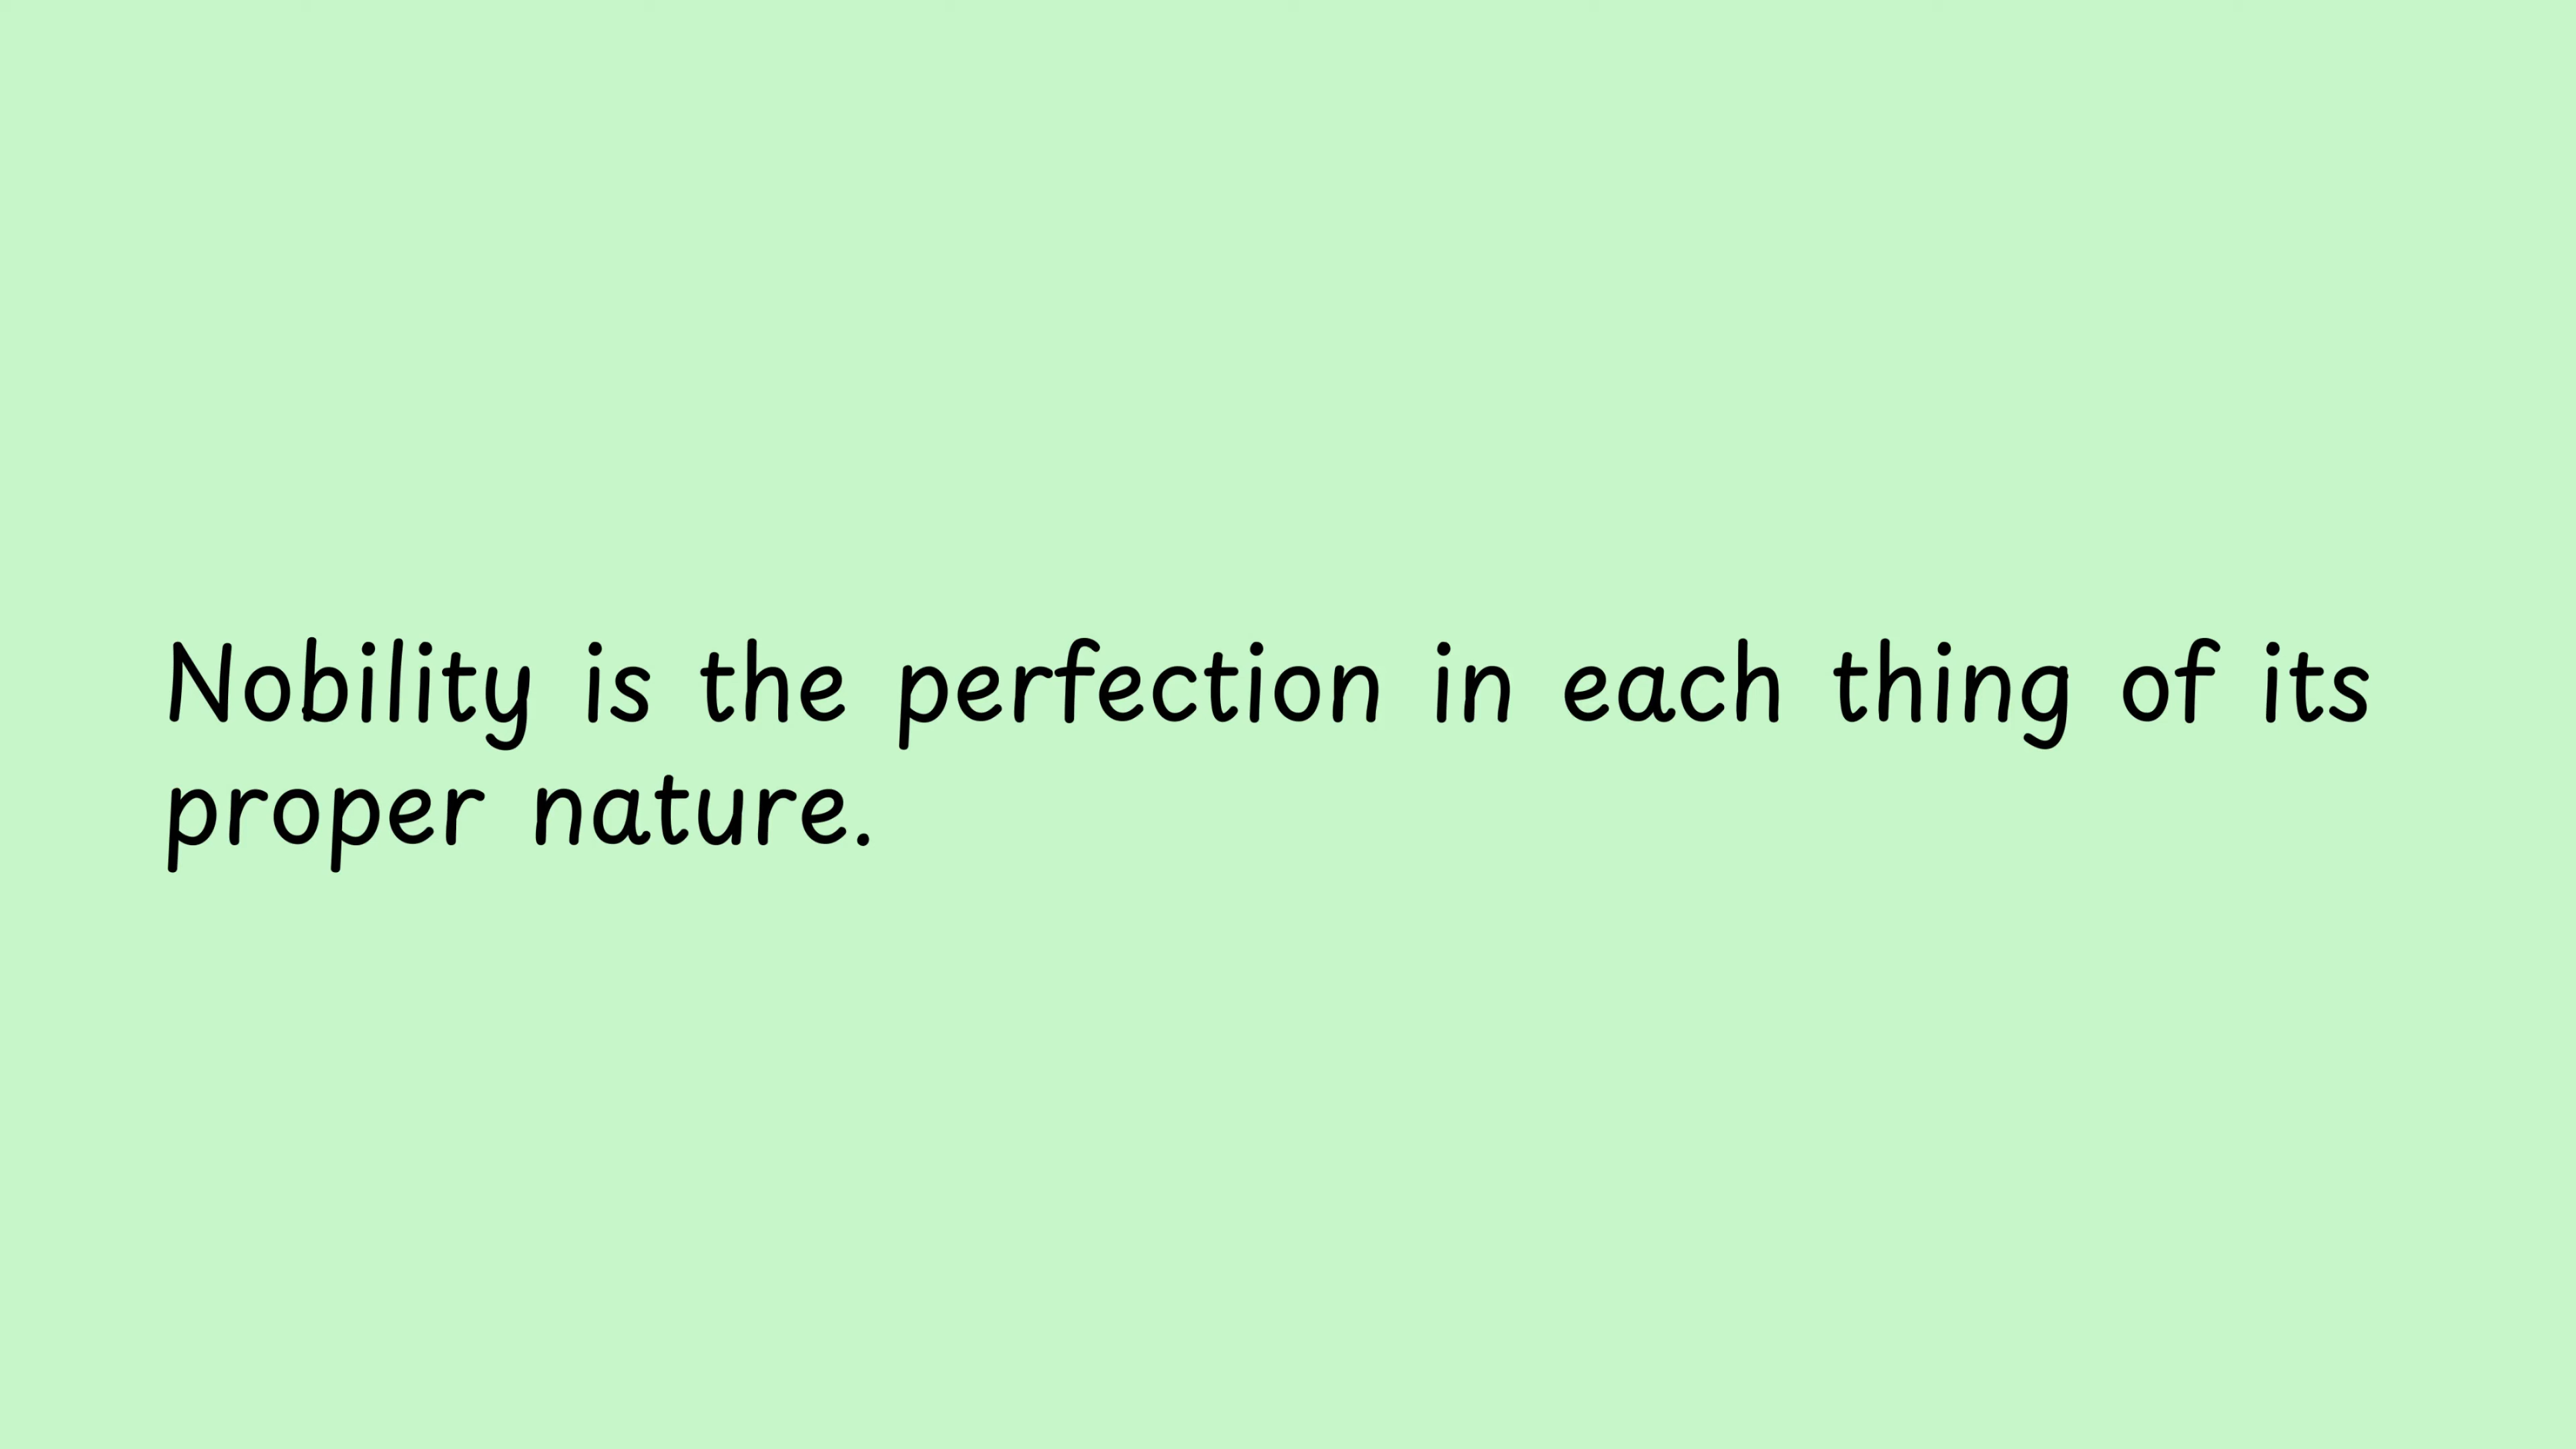 Nobility is the perfection in each thing of its
proper nature.